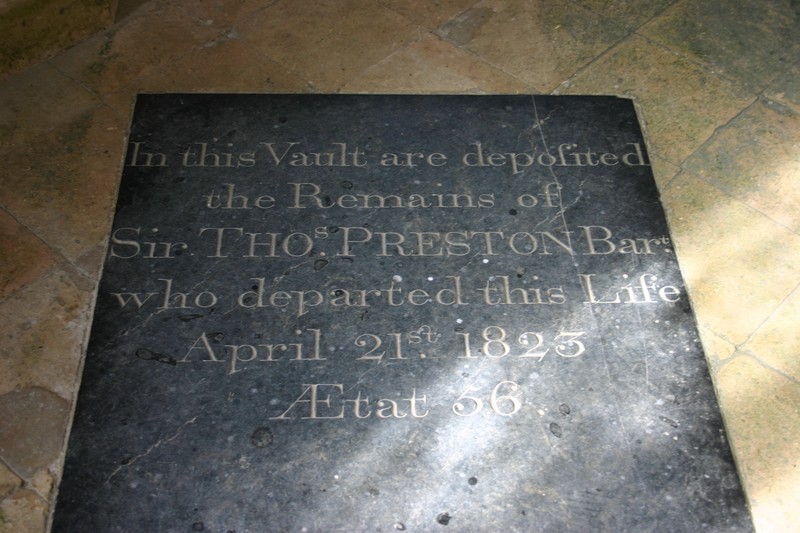 In this Vault are depoſited
the Remains of
Sir THOˢ. PRESTON Barᵗ.
who departed this Life
April 21ˢᵗ. 1823
Ætat 56.